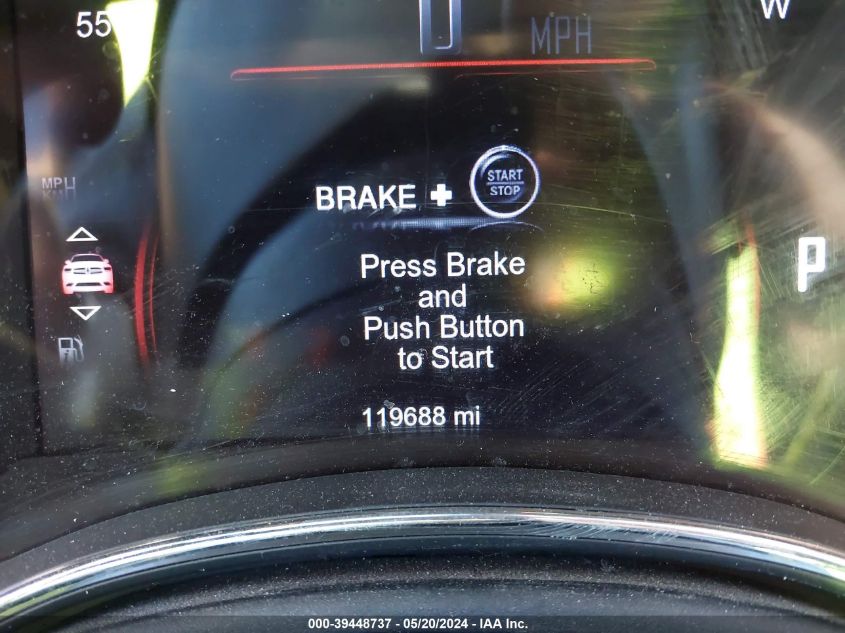 55
0 MPH
W
MPH
BRAKE + START STOP
P
Press Brake
and
Push Button
to Start
119688 mi
000-39448737 - 05/20/2024 - IAA Inc.